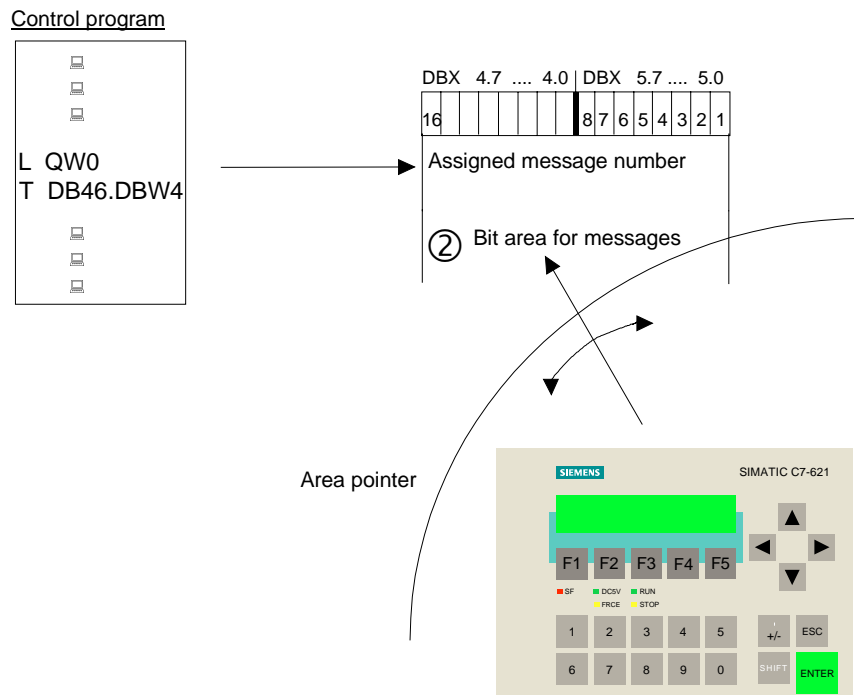 Control program
DBX 4.7 .... 4.0 | DBX 5.7 .... 5.0
16 8 7 6 5 4 3 2 1
L QW0
T DB46.DBW4
Assigned message number
② Bit area for messages
Area pointer
SIEMENS
SIMATIC C7-621
F1 F2 F3 F4 F5
SF DC5V RUN
FRCE STOP
1 2 3 4 5 +/- ESC
6 7 8 9 0 SHIFT ENTER